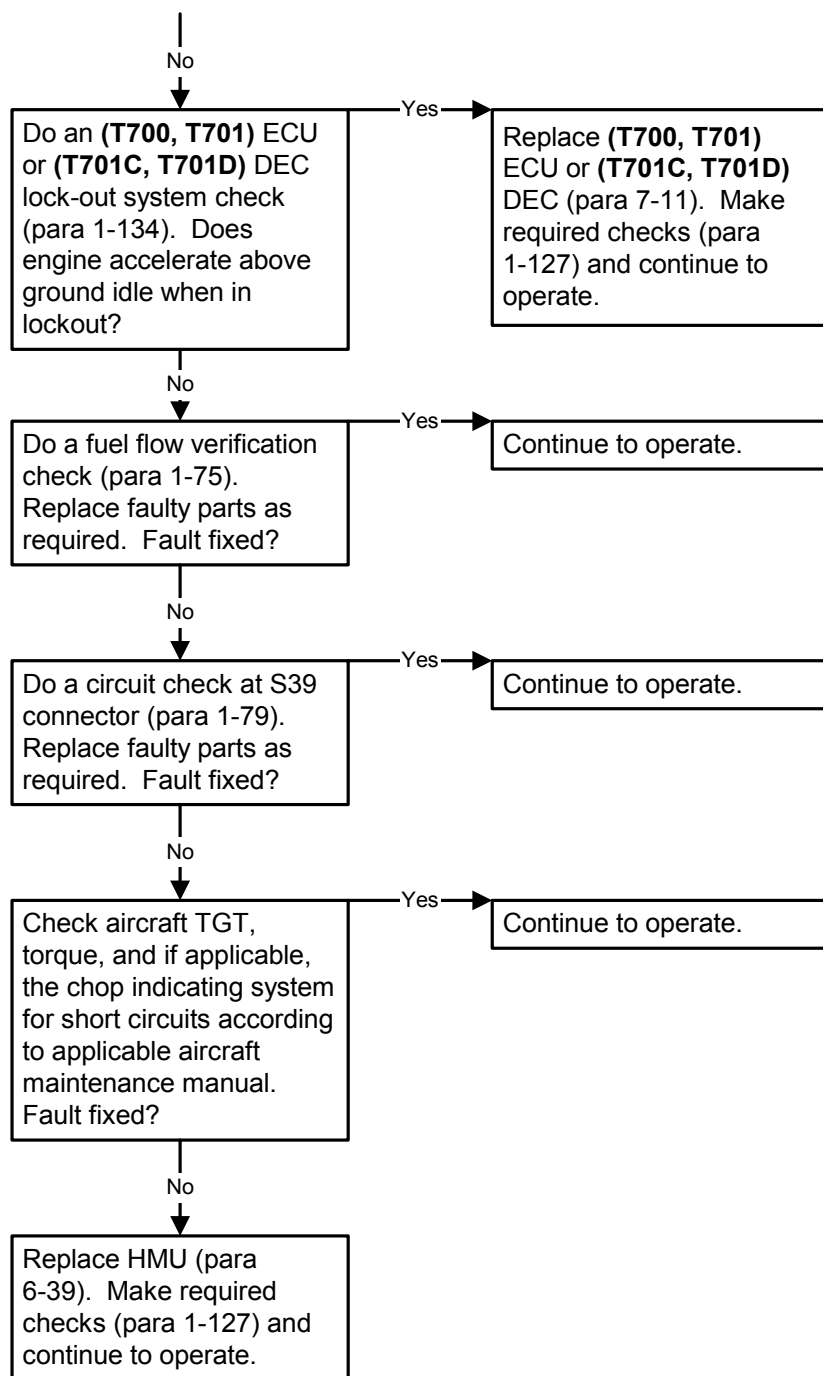 No
Do an (T700, T701) ECU
or (T701C, T701D) DEC
lock-out system check
(para 1-134).  Does
engine accelerate above
ground idle when in
lockout?
Yes
Replace (T700, T701)
ECU or (T701C, T701D)
DEC (para 7-11).  Make
required checks (para
1-127) and continue to
operate.
No
Do a fuel flow verification
check (para 1-75).
Replace faulty parts as
required.  Fault fixed?
Yes
Continue to operate.
No
Do a circuit check at S39
connector (para 1-79).
Replace faulty parts as
required.  Fault fixed?
Yes
Continue to operate.
No
Check aircraft TGT,
torque, and if applicable,
the chop indicating system
for short circuits according
to applicable aircraft
maintenance manual.
Fault fixed?
Yes
Continue to operate.
No
Replace HMU (para
6-39).  Make required
checks (para 1-127) and
continue to operate.